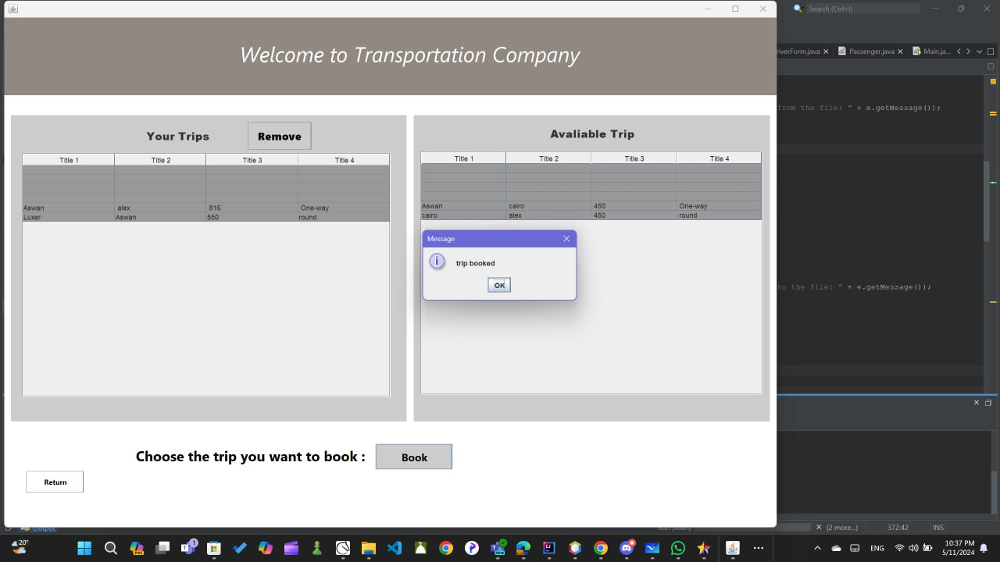 Search (Ctrl+I)
Welcome to Transportation Company
riverForm.java
Passenger.java
Main.ja...
from the file: " + e.getMessage());
Your Trips
Remove
Title 1 Title 2 Title 3 Title 4
Aswan alex 816 One-way
Luxer Aswan 550 round
Avaliable Trip
Title 1 Title 2 Title 3 Title 4
Aswan cairo 450 One-way
cairo alex 450 round
Message
trip booked
OK
to the file: " + e.getMessage());
Choose the trip you want to book :
Book
Return
Output
Run (Main)
(2 more...)
372:42
INS
20°
1
ENG
10:37 PM
5/11/2024